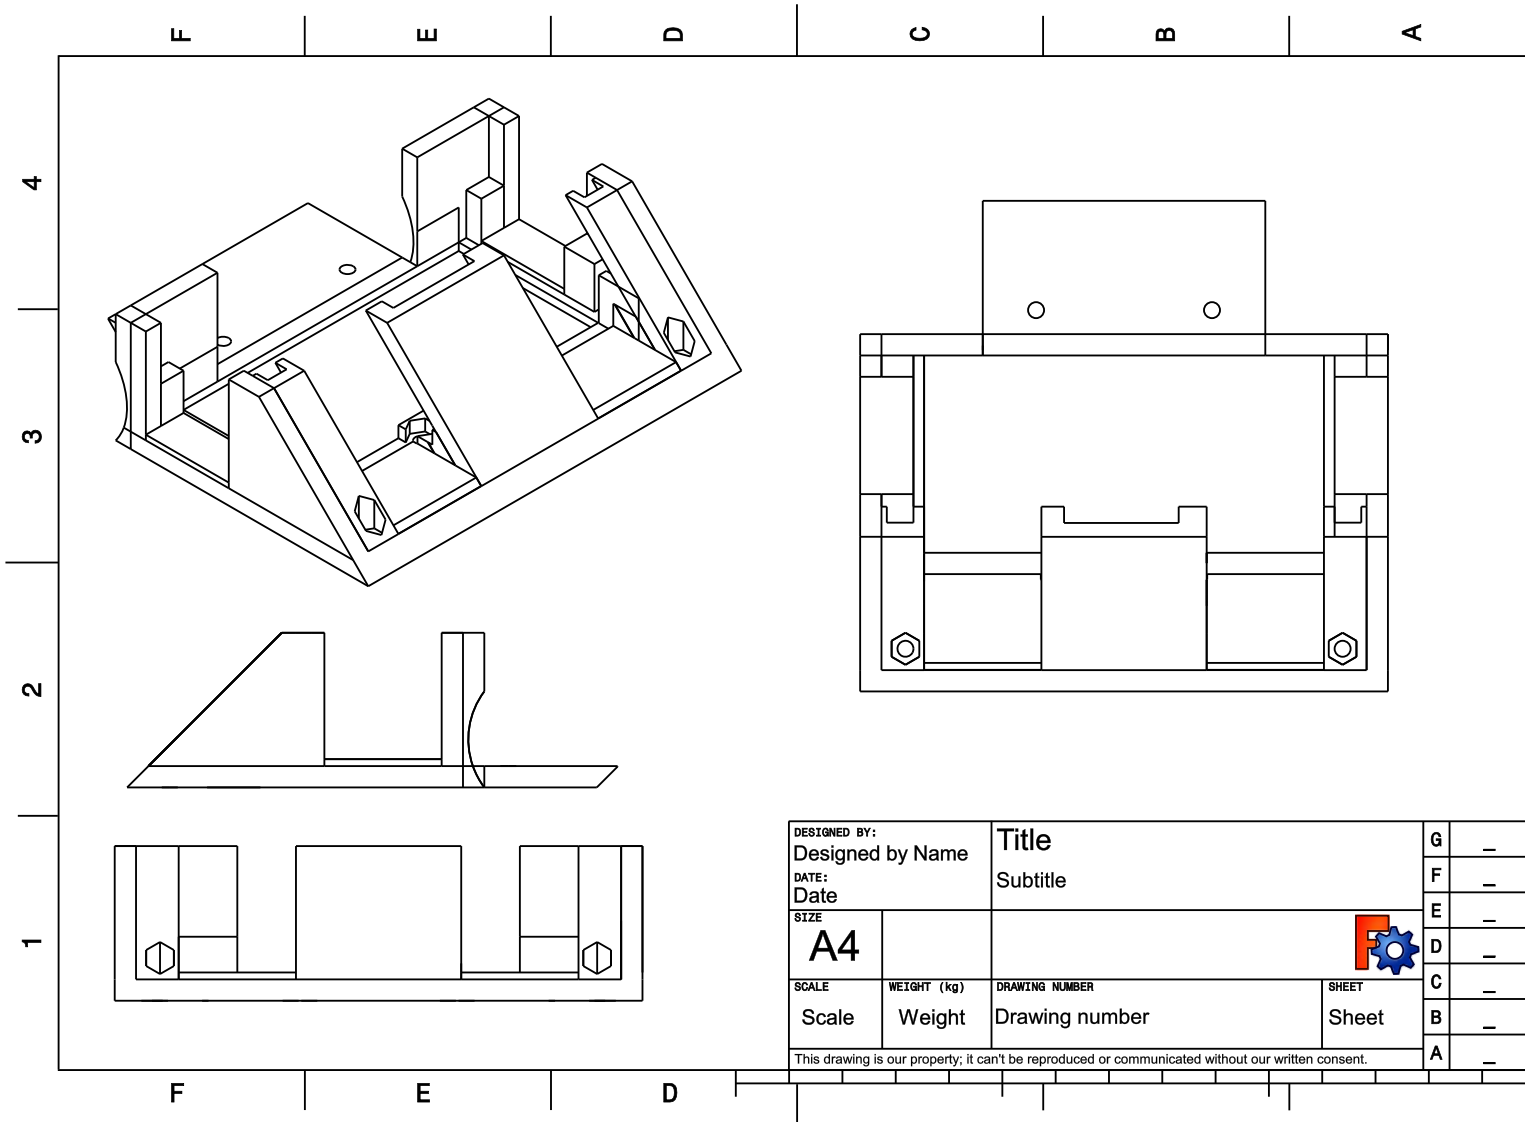 F E D C B A
4
3
2
1
DESIGNED BY:
Designed by Name
DATE:
Date
Title
Subtitle
SIZE
A4
SCALE
Scale
WEIGHT (kg)
Weight
DRAWING NUMBER
Drawing number
SHEET
Sheet
This drawing is our property; it can't be reproduced or communicated without our written consent.
G _
F _
E _
D _
C _
B _
A _
F E D